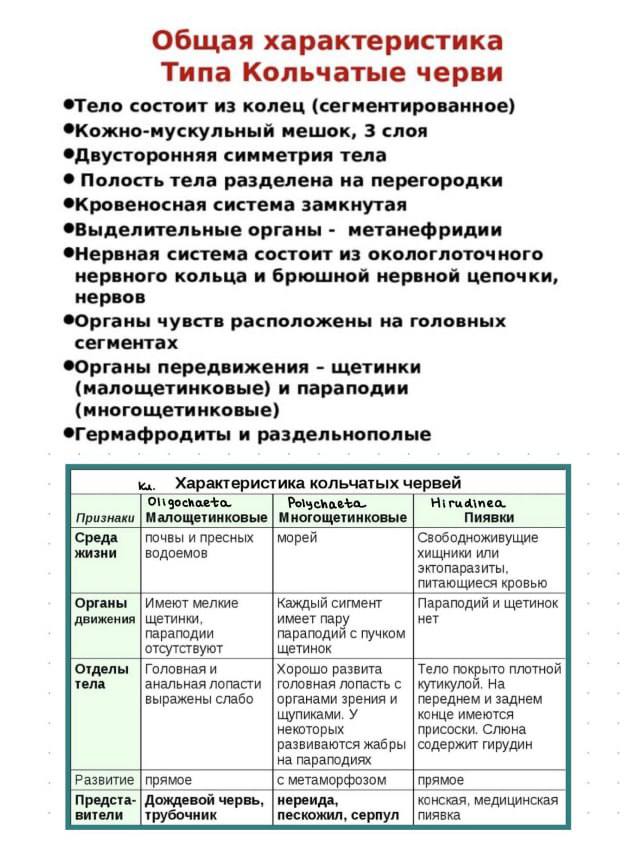 Общая характеристика
Типа Кольчатые черви
●Тело состоит из колец (сегментированное)
●Кожно-мускульный мешок, 3 слоя
●Двусторонняя симметрия тела
● Полость тела разделена на перегородки
●Кровеносная система замкнутая
●Выделительные органы - метанефридии
●Нервная система состоит из окологлоточного
нервного кольца и брюшной нервной цепочки,
нервов
●Органы чувств расположены на головных
сегментах
●Органы передвижения – щетинки
(малощетинковые) и параподии
(многощетинковые)
●Гермафродиты и раздельнополые
кл. Характеристика кольчатых червей
Признаки
Oligochaeta
Малощетинковые
Polychaeta
Многощетинковые
Hirudinea
Пиявки
Среда
жизни
почвы и пресных
водоемов
морей
Свободноживущие
хищники или
эктопаразиты,
питающиеся кровью
Органы
движения
Имеют мелкие
щетинки,
параподии
отсутствуют
Каждый сигмент
имеет пару
параподий с пучком
щетинок
Параподий и щетинок
нет
Отделы
тела
Головная и
анальная лопасти
выражены слабо
Хорошо развита
головная лопасть с
органами зрения и
щупиками. У
некоторых
развиваются жабры
на параподиях
Тело покрыто плотной
кутикулой. На
переднем и заднем
конце имеются
присоски. Слюна
содержит гирудин
Развитие
прямое
с метаморфозом
прямое
Предста-
вители
Дождевой червь,
трубочник
нереида,
пескожил, серпул
конская, медицинская
пиявка